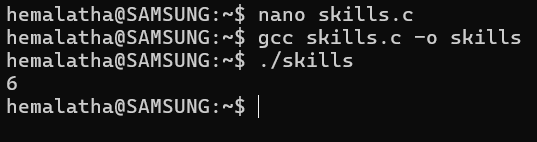 hemalatha@SAMSUNG:~$ nano skills.c
hemalatha@SAMSUNG:~$ gcc skills.c -o skills
hemalatha@SAMSUNG:~$ ./skills
6
hemalatha@SAMSUNG:~$